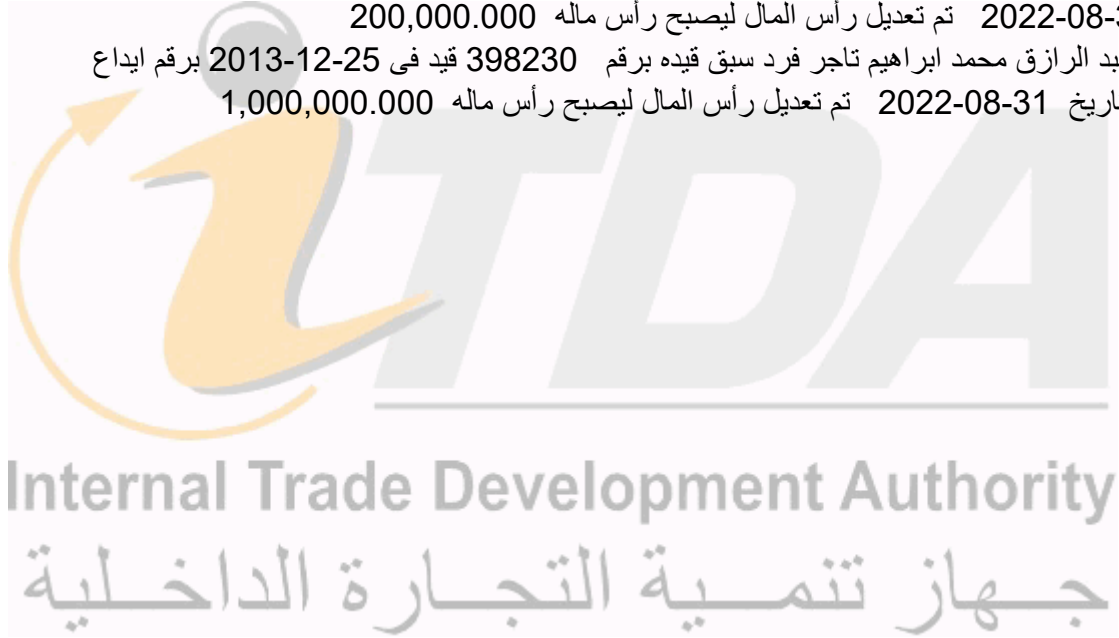 2022-08-3 تم تعديل رأس المال ليصبح رأس ماله 200,000.000
بد الرازق محمد ابراهيم تاجر فرد سبق قيده برقم 398230 قيد فى 25-12-2013 برقم ايداع
اريخ 31-08-2022 تم تعديل رأس المال ليصبح رأس ماله 1,000,000.000
iTDA
Internal Trade Development Authority
جهاز تنمية التجارة الداخلية